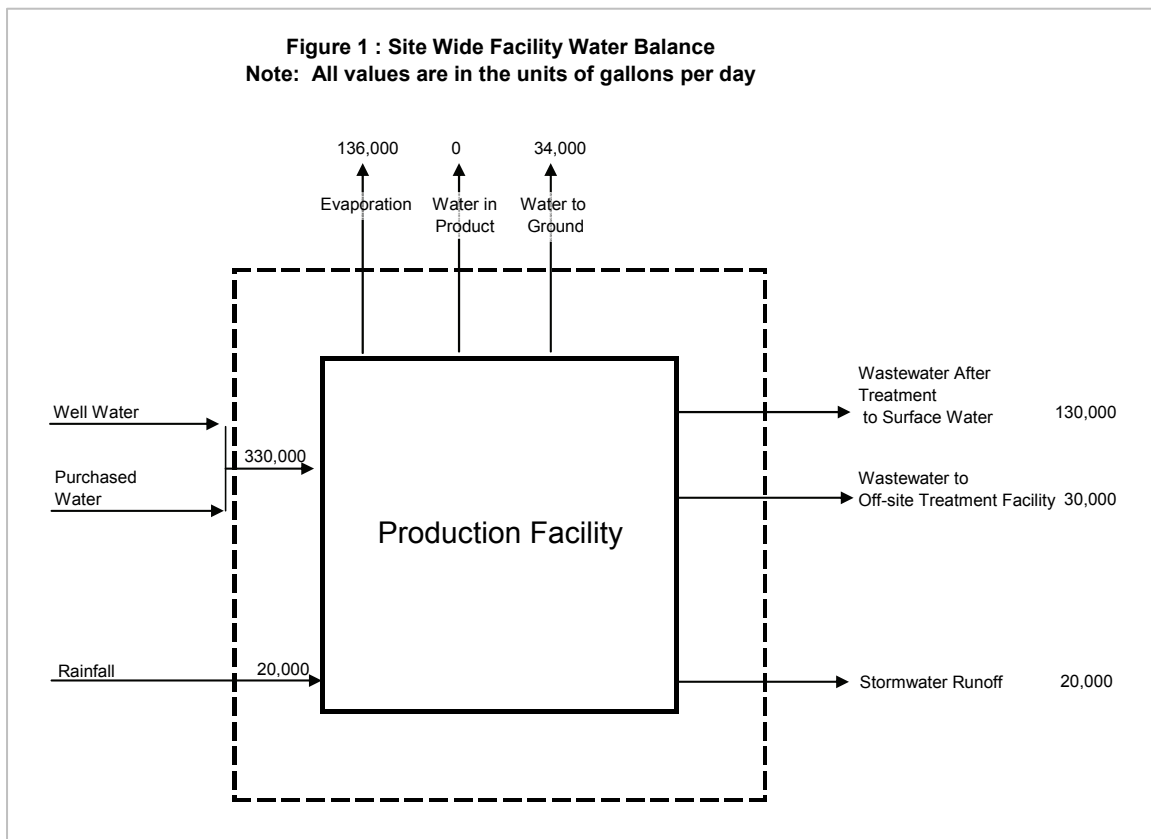 Figure 1 : Site Wide Facility Water Balance
Note: All values are in the units of gallons per day
136,000
0
34,000
Evaporation
Water in
Product
Water to
Ground
Well Water
Purchased
Water
330,000
Rainfall
20,000
Production Facility
Wastewater After
Treatment
to Surface Water 130,000
Wastewater to
Off-site Treatment Facility 30,000
Stormwater Runoff 20,000